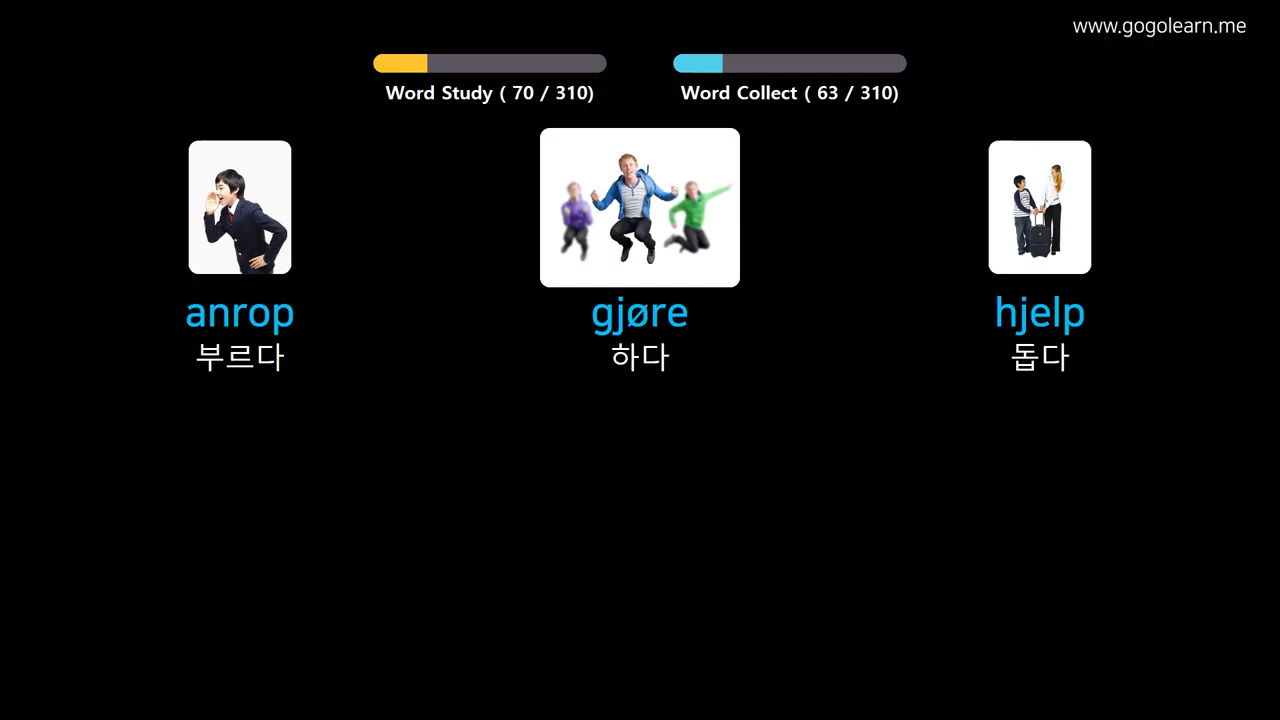 www.gogolearn.me
Word Study ( 70 / 310)
Word Collect ( 63 / 310)
anrop
gjøre
hjelp
부르다
하다
돕다